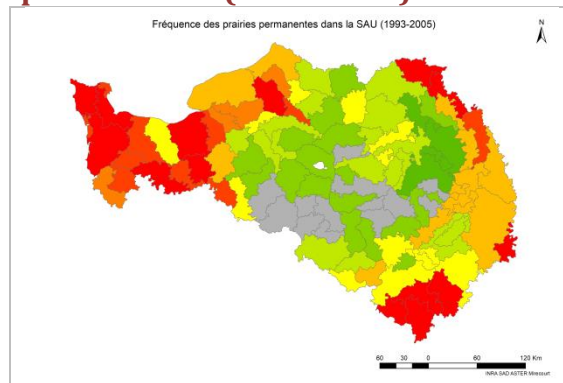 Fréquence des prairies permanentes dans la SAU (1993-2005)
N
60 30 0 60 120 Km
INRA SAD ASTER Mirecourt